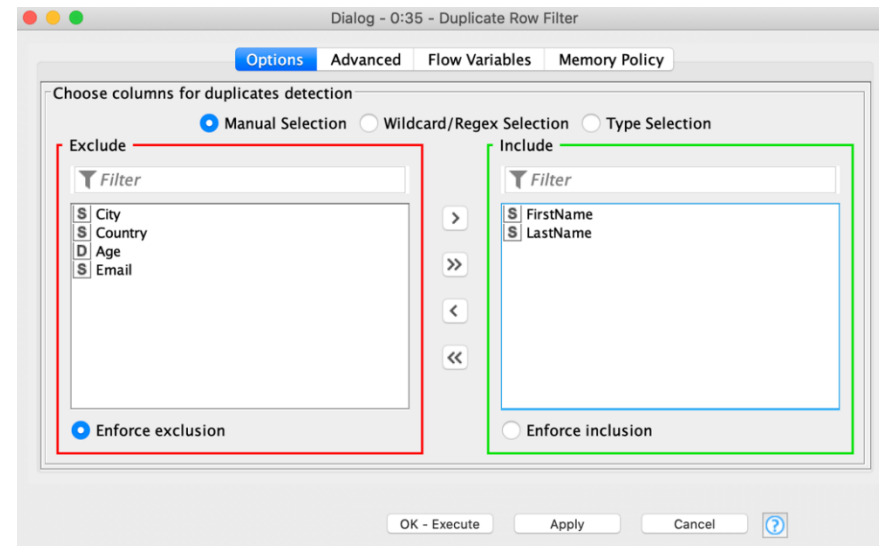 Dialog - 0:35 - Duplicate Row Filter
Options Advanced Flow Variables Memory Policy
Choose columns for duplicates detection
Manual Selection Wildcard/Regex Selection Type Selection
Exclude
Filter
S City
S Country
D Age
S Email
Enforce exclusion
>
>>
<
<<
Include
Filter
S FirstName
S LastName
Enforce inclusion
OK - Execute Apply Cancel ?